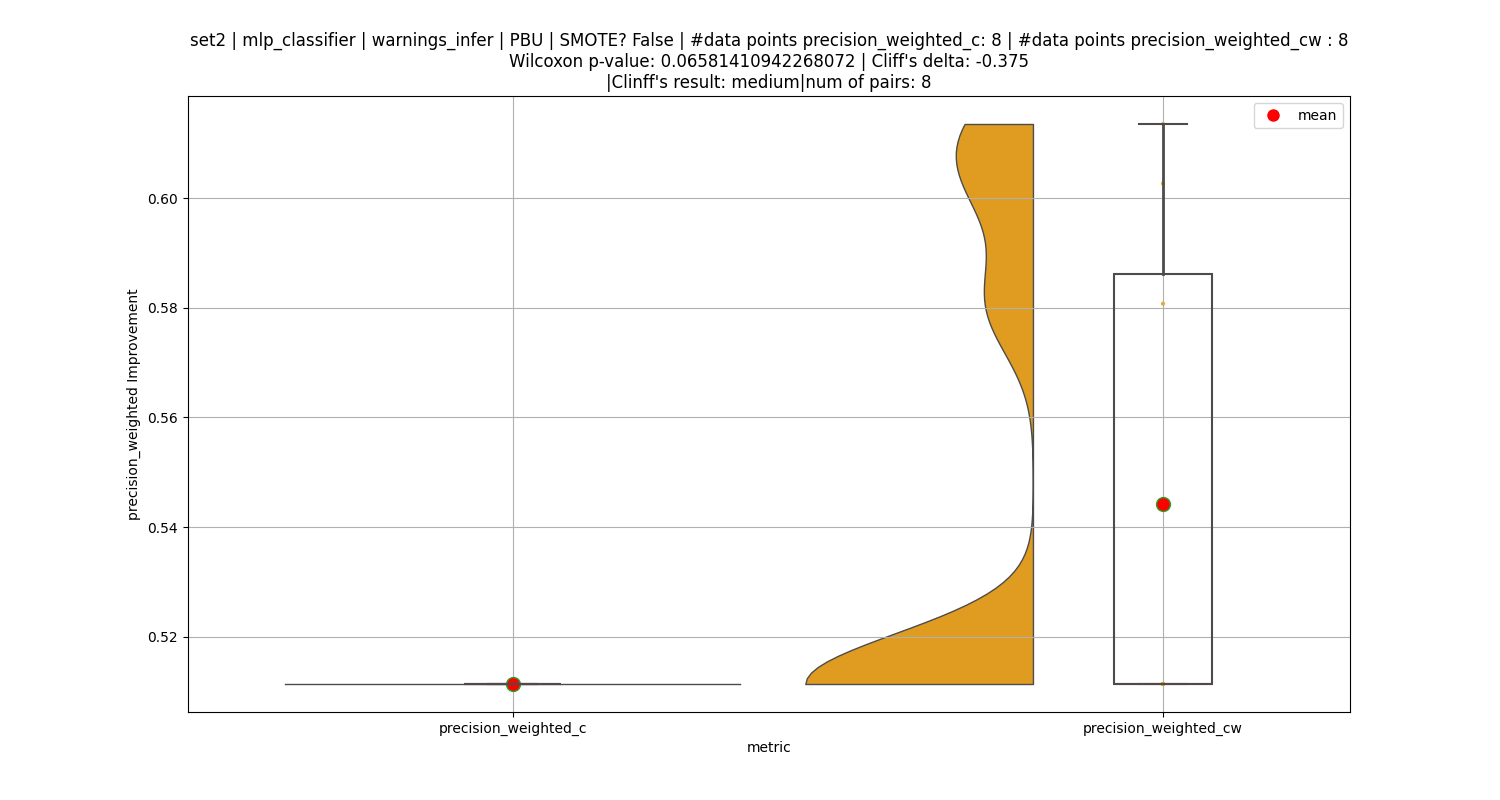 set2 | mlp_classifier | warnings_infer | PBU | SMOTE? False | #data points precision_weighted_c: 8 | #data points precision_weighted_cw : 8
Wilcoxon p-value: 0.06581410942268072 | Cliff's delta: -0.375
|Clinff's result: medium|num of pairs: 8
mean
precision_weighted Improvement
0.60
0.58
0.56
0.54
0.52
precision_weighted_c
precision_weighted_cw
metric